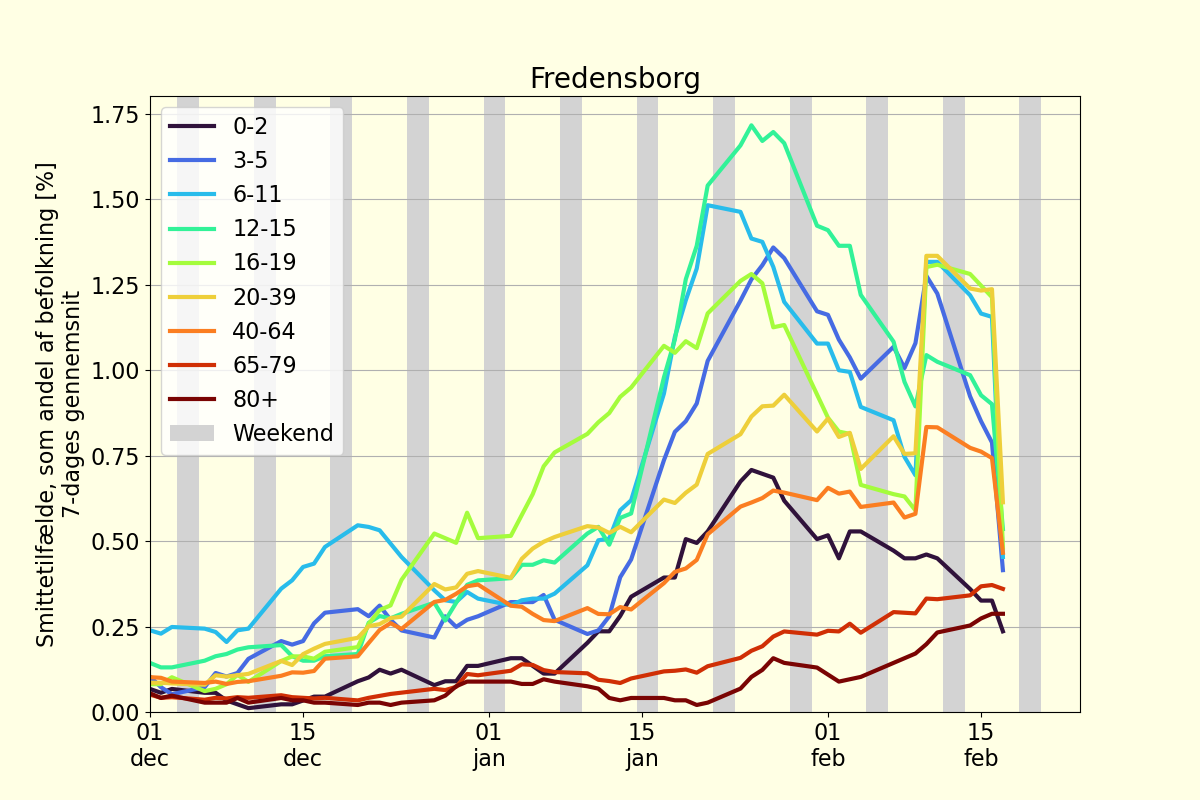 Fredensborg
Smittetilfælde, som andel af befolkning [%]
7-dages gennemsnit
1.75
1.50
1.25
1.00
0.75
0.50
0.25
0.00
0-2
3-5
6-11
12-15
16-19
20-39
40-64
65-79
80+
Weekend
01 15 01 15 01 15
dec dec jan jan feb feb